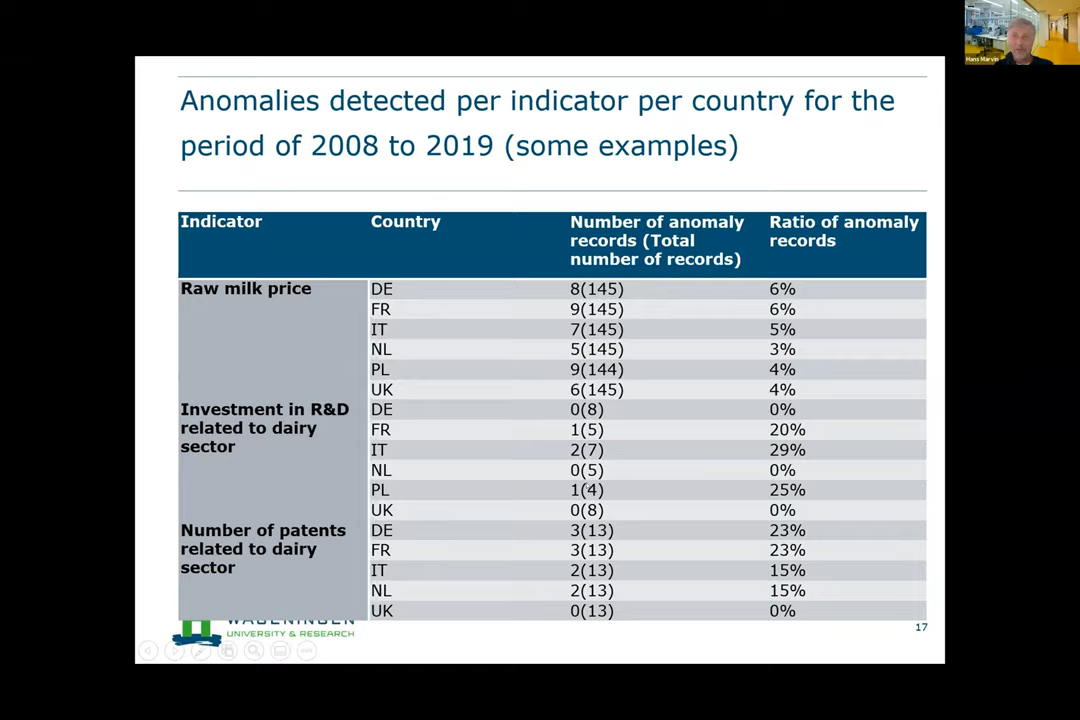 Hans Marvin
Anomalies detected per indicator per country for the
period of 2008 to 2019 (some examples)
Indicator Country Number of anomaly records (Total number of records) Ratio of anomaly records
Raw milk price DE 8(145) 6%
FR 9(145) 6%
IT 7(145) 5%
NL 5(145) 3%
PL 9(144) 4%
UK 6(145) 4%
Investment in R&D related to dairy sector DE 0(8) 0%
FR 1(5) 20%
IT 2(7) 29%
NL 0(5) 0%
PL 1(4) 25%
UK 0(8) 0%
Number of patents related to dairy sector DE 3(13) 23%
FR 3(13) 23%
IT 2(13) 15%
NL 2(13) 15%
UK 0(13) 0%
WAGENINGEN
UNIVERSITY & RESEARCH
17